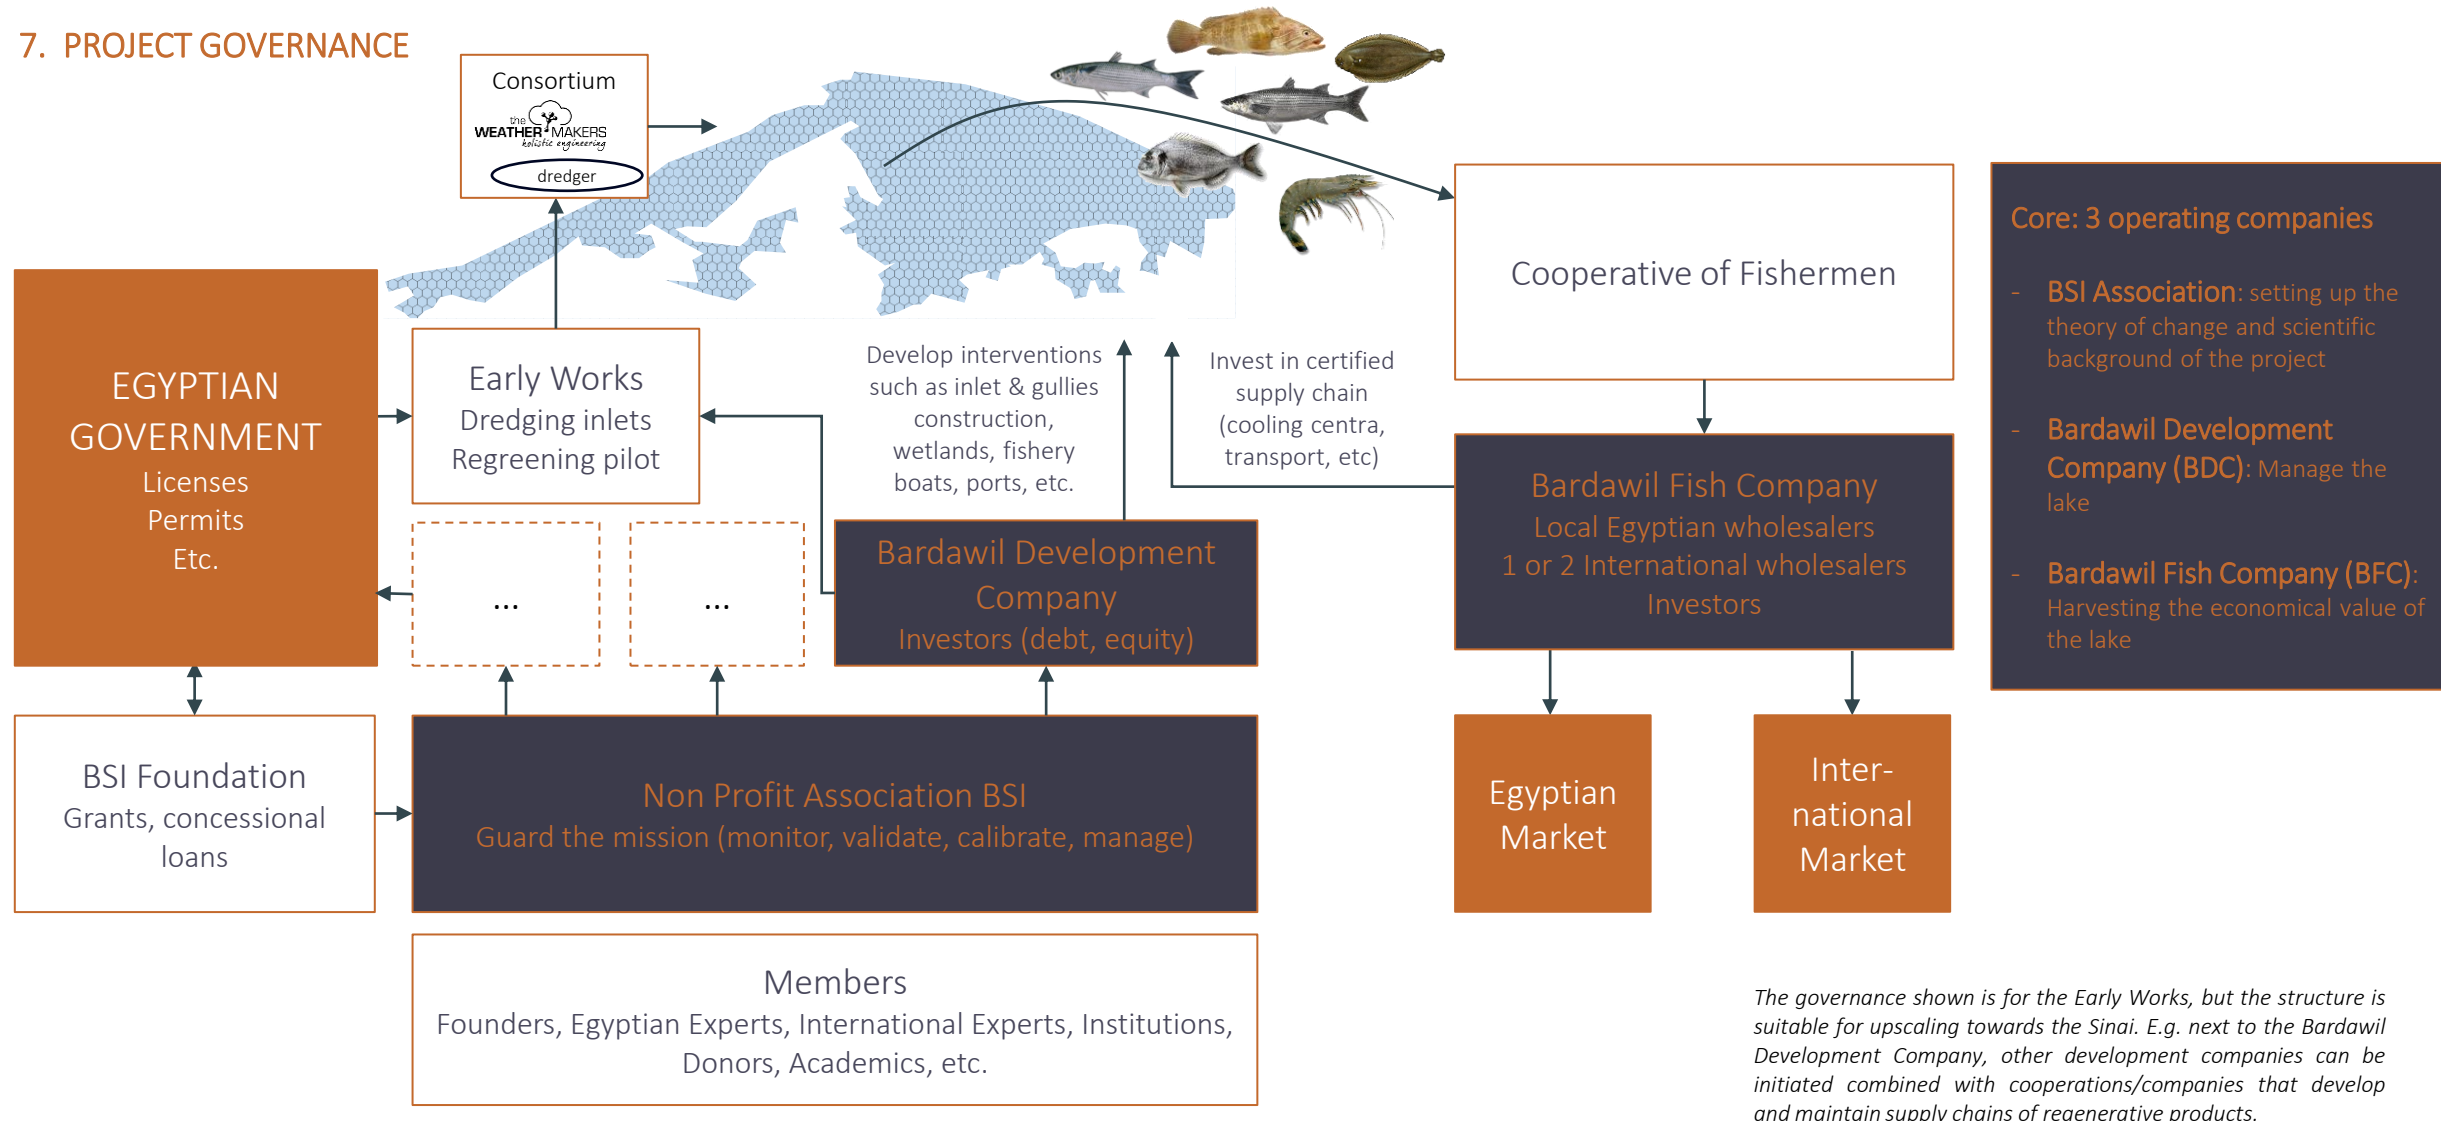 7. PROJECT GOVERNANCE
Consortium
the
WEATHER MAKERS
holistic engineering
dredger
EGYPTIAN
GOVERNMENT
Licenses
Permits
Etc.
Early Works
Dredging inlets
Regreening pilot
Develop interventions
such as inlet & gullies
construction,
wetlands, fishery
boats, ports, etc.
Invest in certified
supply chain
(cooling centra,
transport, etc)
Cooperative of Fishermen
Bardawil Fish Company
Local Egyptian wholesalers
1 or 2 International wholesalers
Investors
...
...
Bardawil Development
Company
Investors (debt, equity)
BSI Foundation
Grants, concessional
loans
Non Profit Association BSI
Guard the mission (monitor, validate, calibrate, manage)
Egyptian
Market
Inter-
national
Market
Members
Founders, Egyptian Experts, International Experts, Institutions,
Donors, Academics, etc.
Core: 3 operating companies
- BSI Association: setting up the
theory of change and scientific
background of the project
- Bardawil Development
Company (BDC): Manage the
lake
- Bardawil Fish Company (BFC):
Harvesting the economical value of
the lake
The governance shown is for the Early Works, but the structure is
suitable for upscaling towards the Sinai. E.g. next to the Bardawil
Development Company, other development companies can be
initiated combined with cooperations/companies that develop
and maintain supply chains of regenerative products.